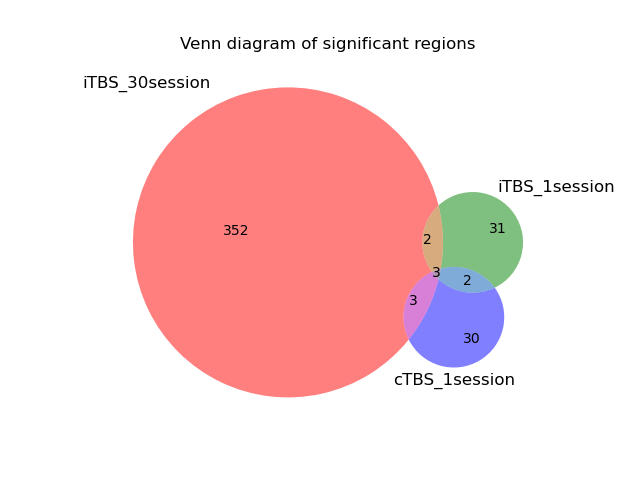 Venn diagram of significant regions
iTBS_30session
iTBS_1session
352
2
31
3
2
3
30
cTBS_1session